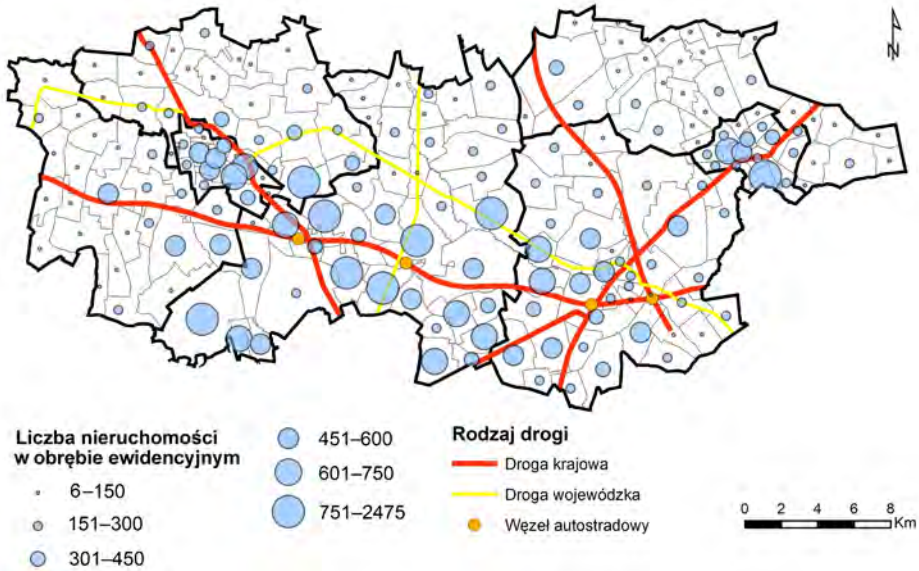 N
Liczba nieruchomości
w obrębie ewidencyjnym
6–150
151–300
301–450
451–600
601–750
751–2475
Rodzaj drogi
Droga krajowa
Droga wojewódzka
Węzeł autostradowy
0 2 4 6 8
Km